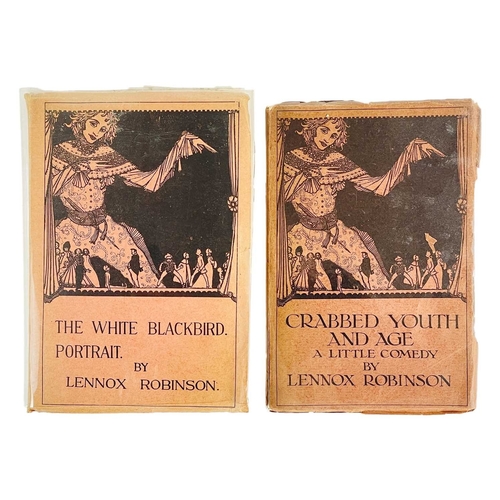 THE WHITE BLACKBIRD.
PORTRAIT.
BY
LENNOX ROBINSON.
CRABBED YOUTH
AND AGE
A LITTLE COMEDY
BY
LENNOX ROBINSON